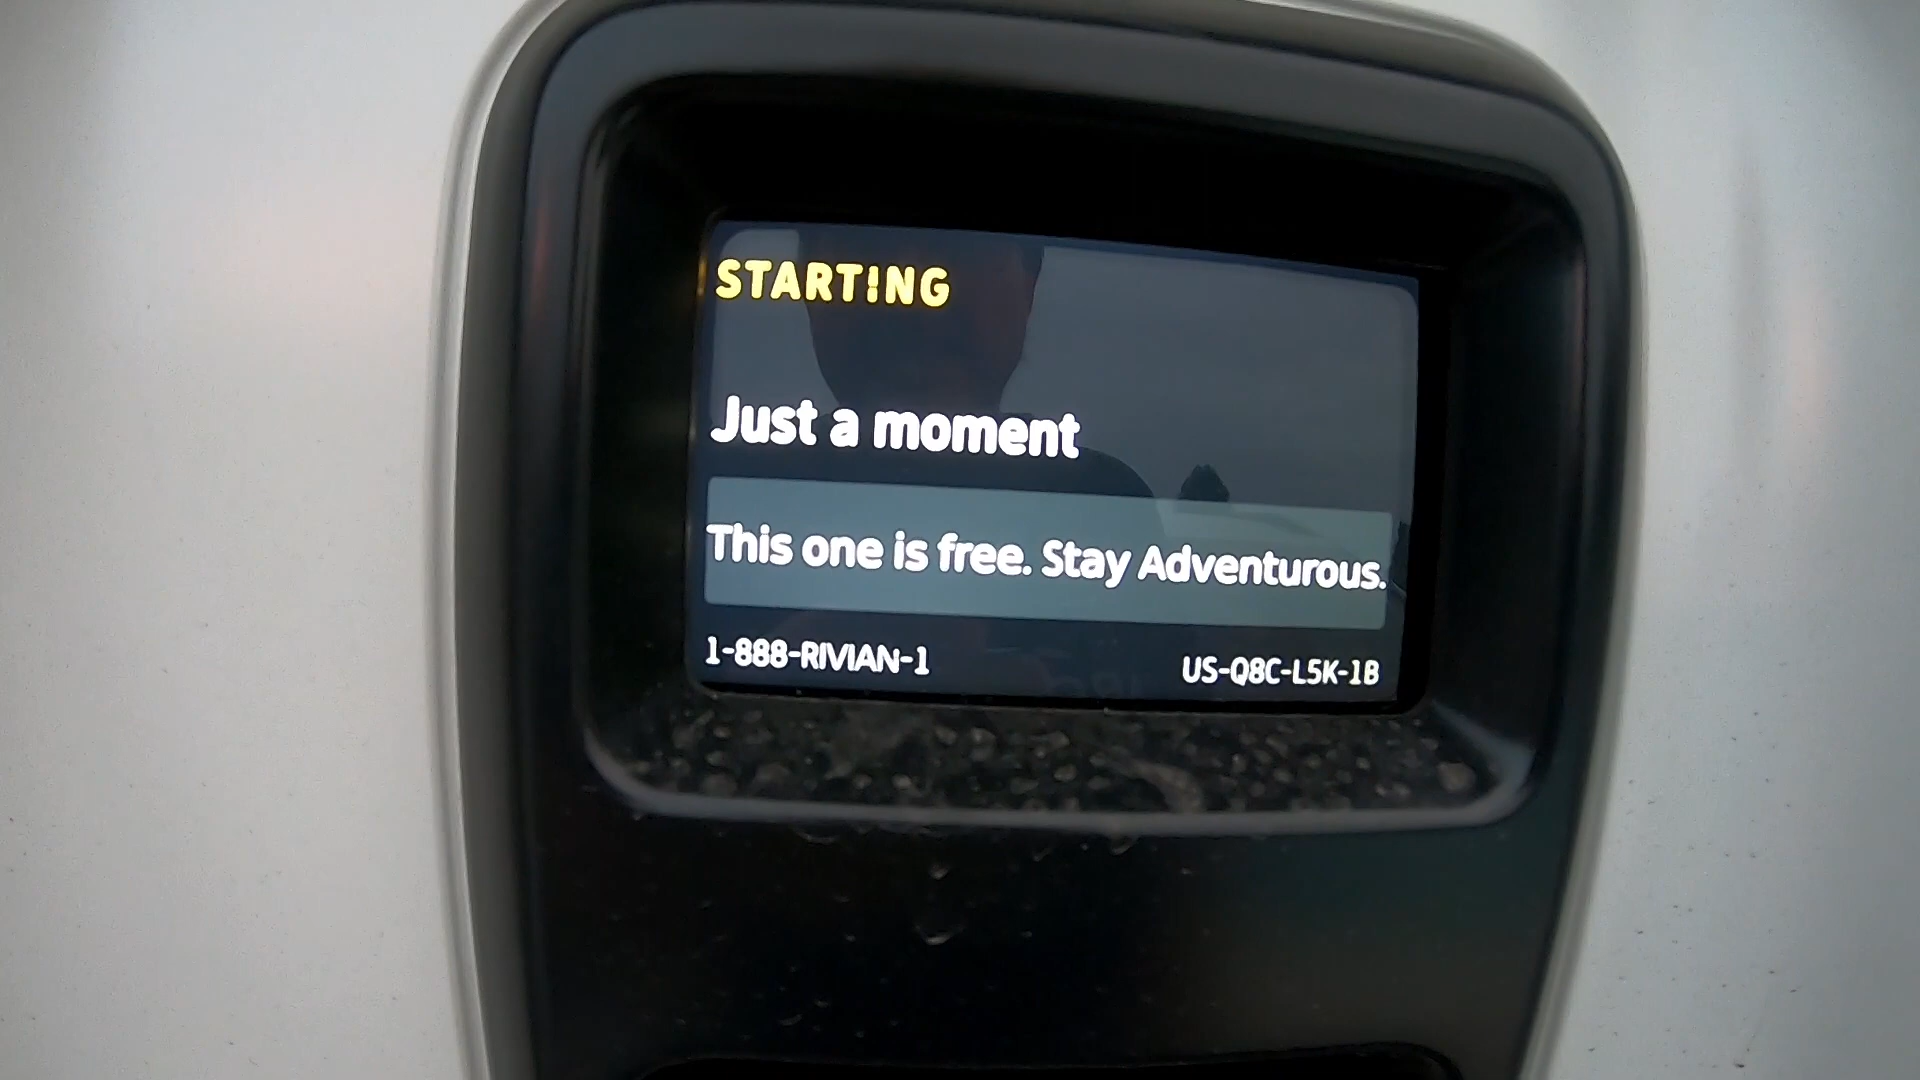 STARTING
Just a moment
This one is free. Stay Adventurous.
1-888-RIVIAN-1
US-Q8C-L5K-1B